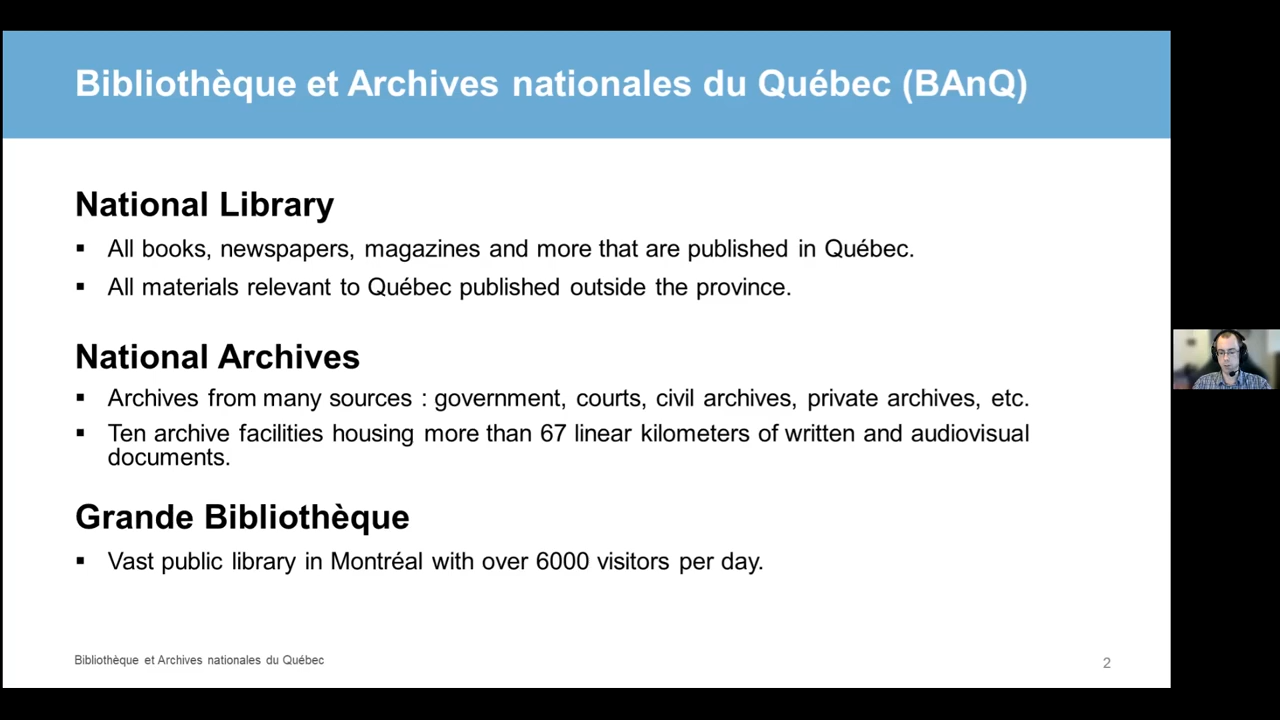 Bibliothèque et Archives nationales du Québec (BAnQ)
National Library
▪ All books, newspapers, magazines and more that are published in Québec.
▪ All materials relevant to Québec published outside the province.
National Archives
▪ Archives from many sources : government, courts, civil archives, private archives, etc.
▪ Ten archive facilities housing more than 67 linear kilometers of written and audiovisual
documents.
Grande Bibliothèque
▪ Vast public library in Montréal with over 6000 visitors per day.
Bibliothèque et Archives nationales du Québec
2